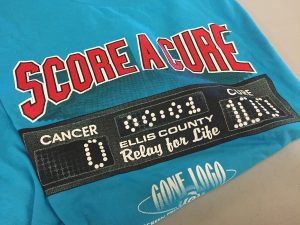 SCORE A CURE
CANCER 00:01 CURE
0 ELLIS COUNTY 100
Relay for Life
GONE LOGO